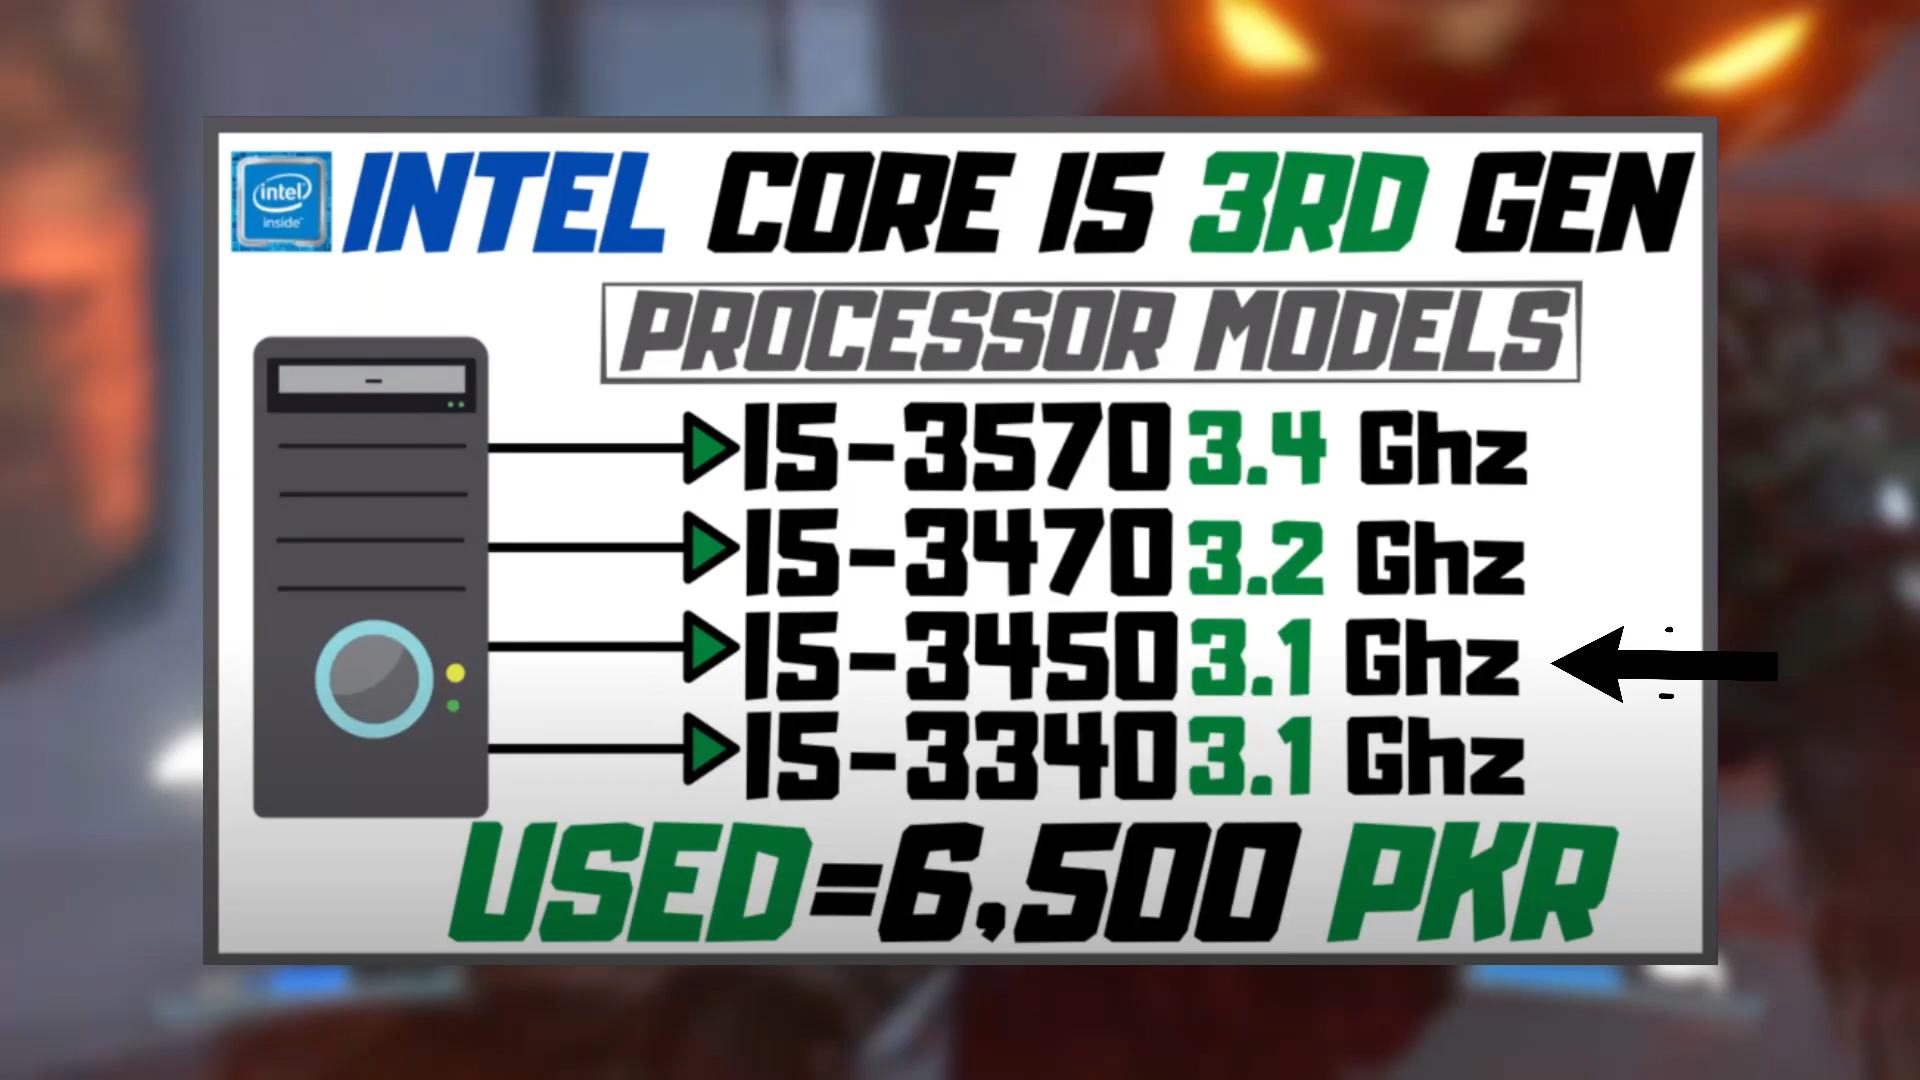 intel inside
INTEL CORE I5 3RD GEN
PROCESSOR MODELS
I5-3570 3.4 Ghz
I5-3470 3.2 Ghz
I5-3450 3.1 Ghz
I5-3340 3.1 Ghz
USED=6,500 PKR